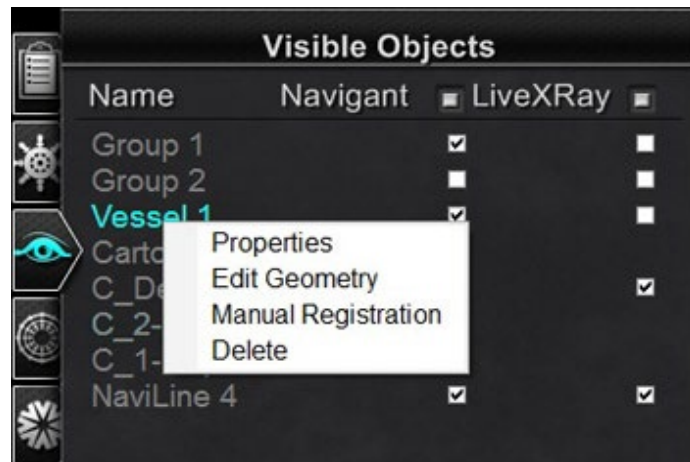 Visible Objects
Name Navigant LiveXRay
Group 1
Group 2
Vessel 1
Properties
Edit Geometry
Manual Registration
Delete
NaviLine 4